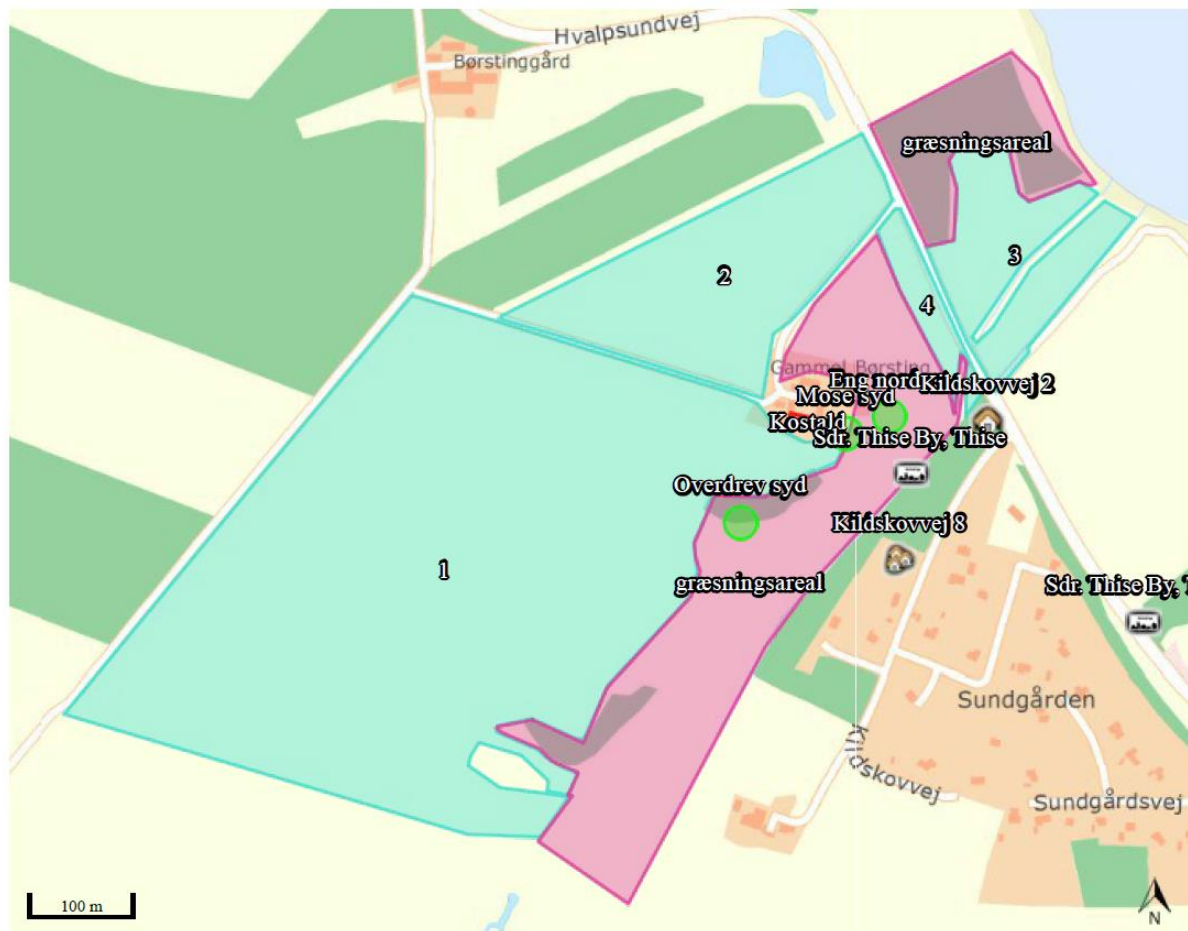 Hvalpsundvej
Børstinggård
græsningsareal
3
2
4
Gammel Børsting
Eng nord
Kildskovvej 2
Mose syd
Kostald
Sdr. Thise By, Thise
Overdrev syd
Kildskovvej 8
1
græsningsareal
Sdr. Thise By, T
Sundgården
Kildskovvej
Sundgårdsvej
100 m
N